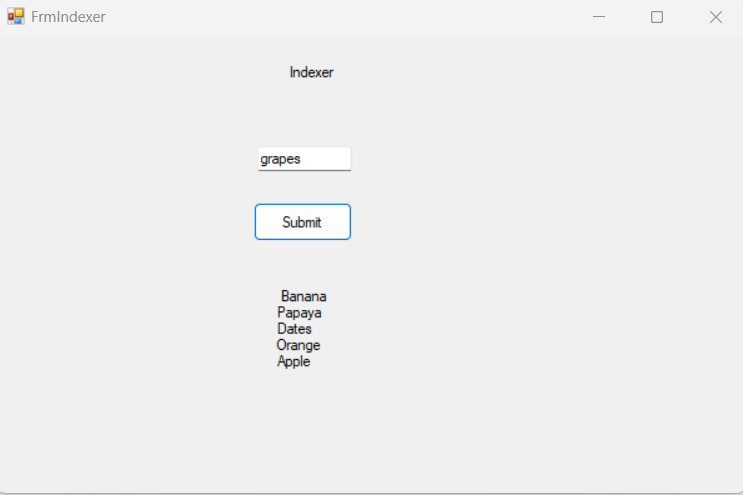 FrmIndexer
Indexer
grapes
Submit
Banana
Papaya
Dates
Orange
Apple